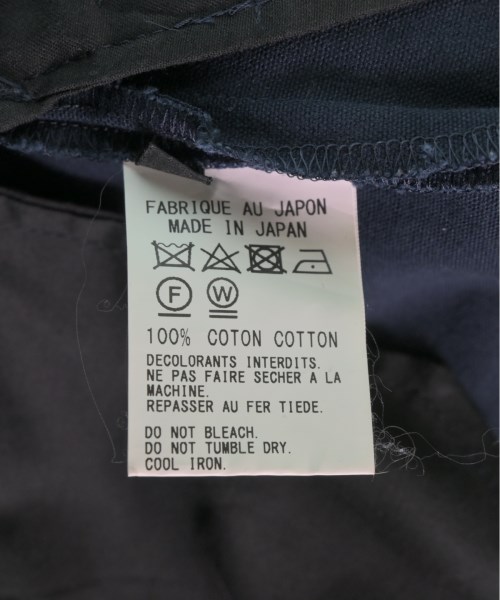 FABRIQUE AU JAPON
MADE IN JAPAN
F W
100% COTON COTTON
DECOLORANTS INTERDITS.
NE PAS FAIRE SECHER A LA
MACHINE.
REPASSER AU FER TIEDE.
DO NOT BLEACH.
DO NOT TUMBLE DRY.
COOL IRON.